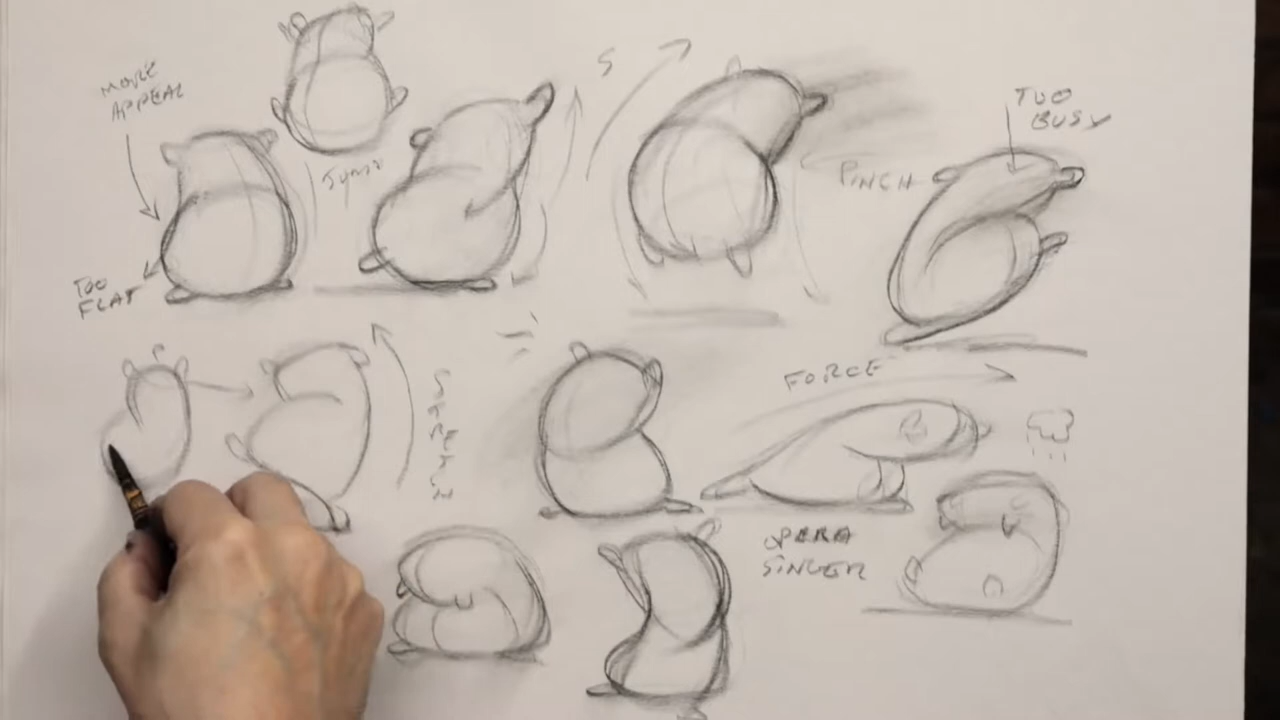 MORE
APPEAL
TOO
FLAT
S
PINCH
TOO
BUSY
STRETCH
FORCE
OPERA
SINGER